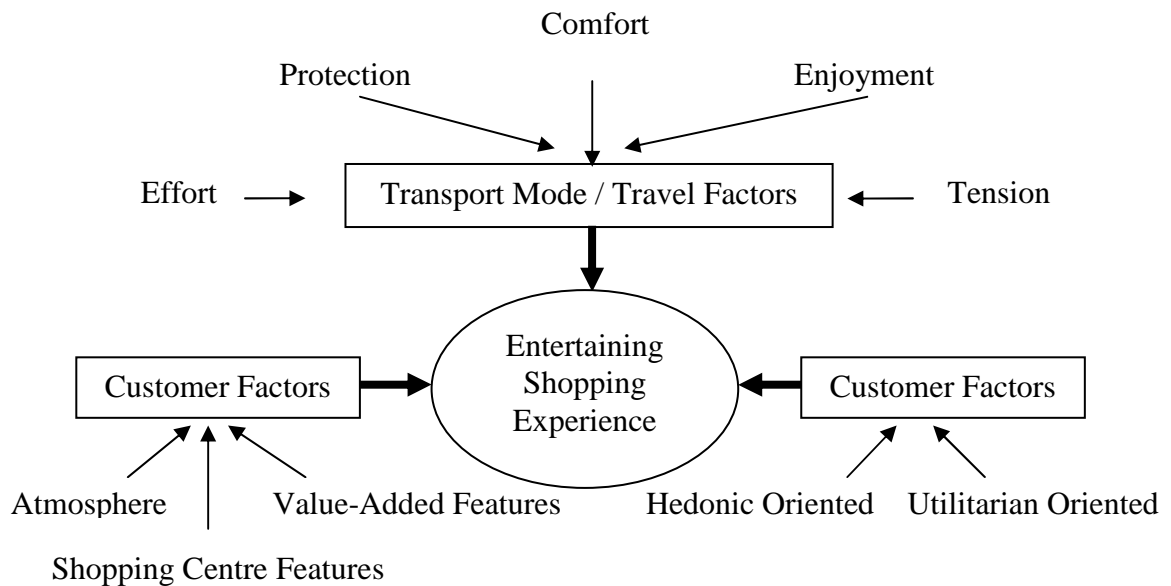 Comfort
Protection
Enjoyment
Effort
Transport Mode / Travel Factors
Tension
Entertaining
Shopping
Experience
Customer Factors
Customer Factors
Atmosphere
Value-Added Features
Hedonic Oriented
Utilitarian Oriented
Shopping Centre Features